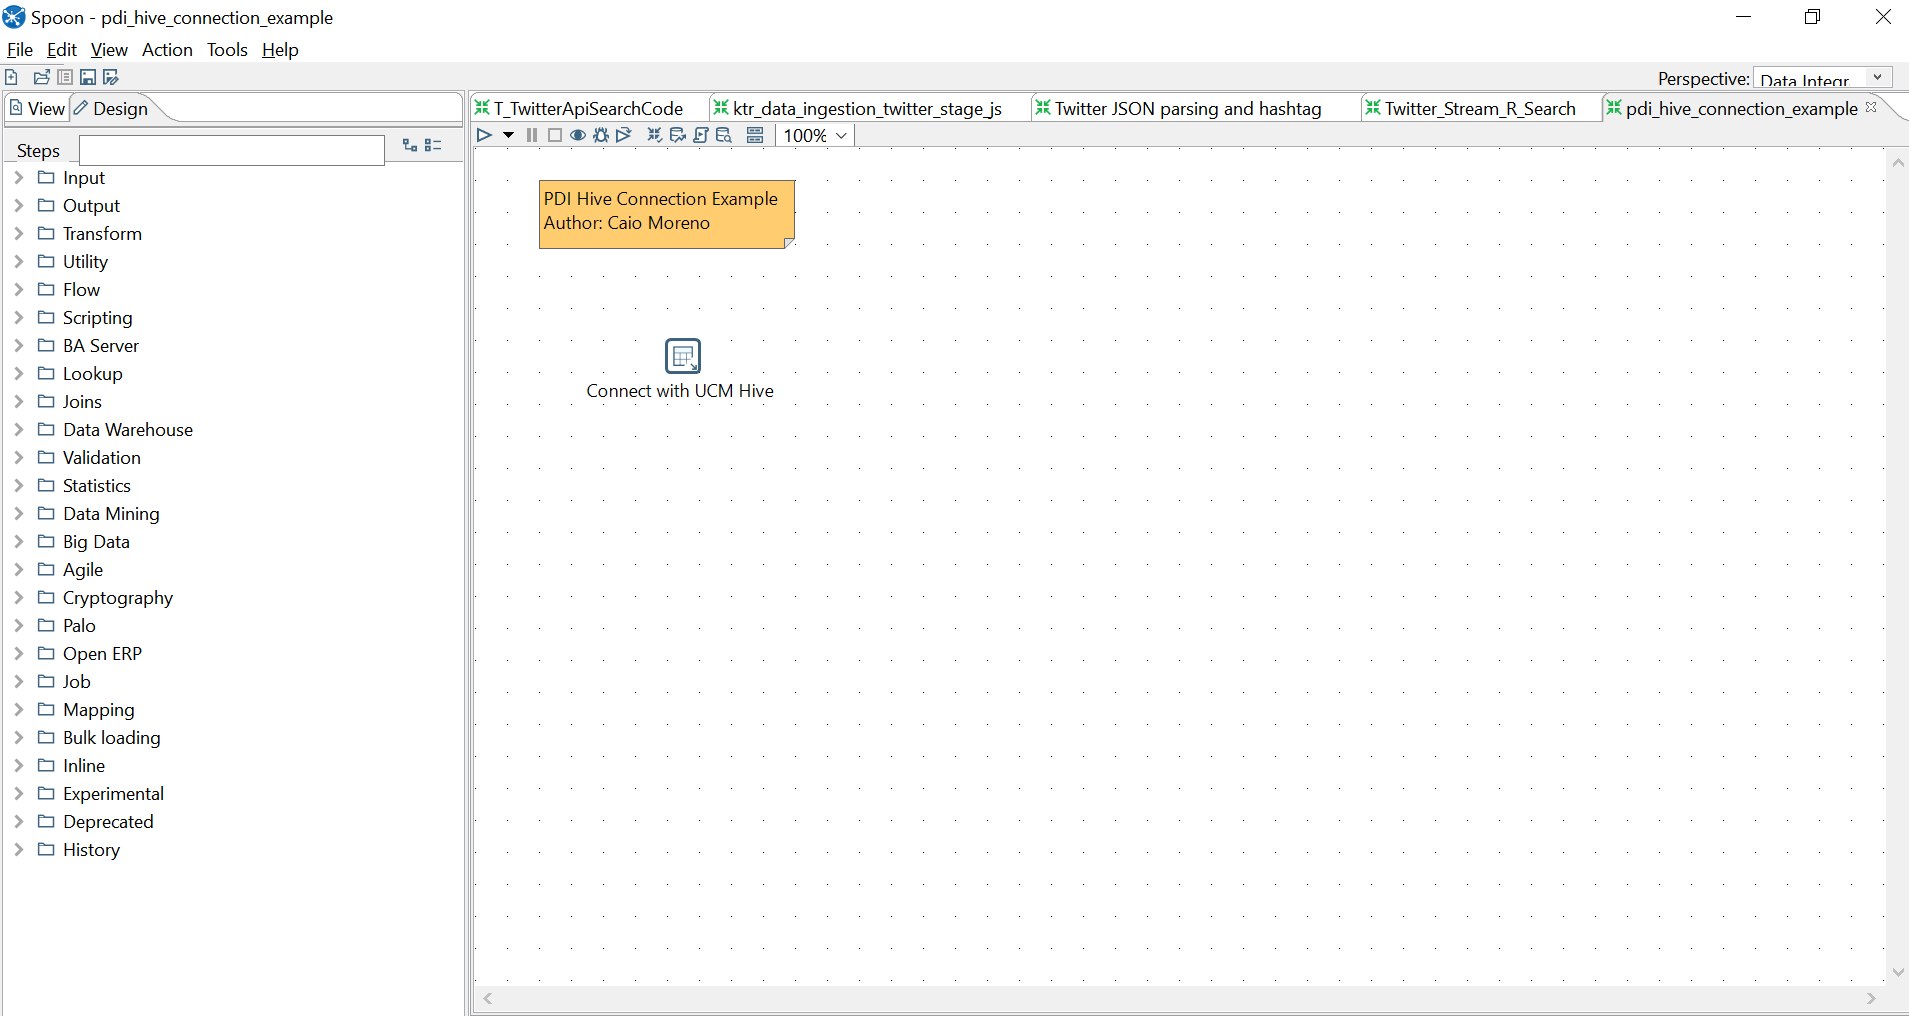 Spoon - pdi_hive_connection_example
File Edit View Action Tools Help
Perspective: Data Integr
View Design
T_TwitterApiSearchCode ktr_data_ingestion_twitter_stage_js Twitter JSON parsing and hashtag Twitter_Stream_R_Search pdi_hive_connection_example
100%
Steps
Input
Output
Transform
Utility
Flow
Scripting
BA Server
Lookup
Joins
Data Warehouse
Validation
Statistics
Data Mining
Big Data
Agile
Cryptography
Palo
Open ERP
Job
Mapping
Bulk loading
Inline
Experimental
Deprecated
History
PDI Hive Connection Example
Author: Caio Moreno
Connect with UCM Hive